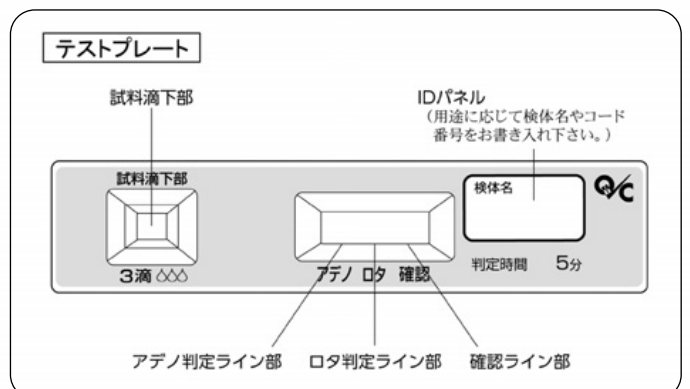 テストプレート
試料滴下部
IDパネル
（用途に応じて検体名やコード
番号をお書き入れ下さい。）
試料滴下部
3滴
アデノ ロタ 確認
検体名
Q/C
判定時間 5分
アデノ判定ライン部 ロタ判定ライン部 確認ライン部